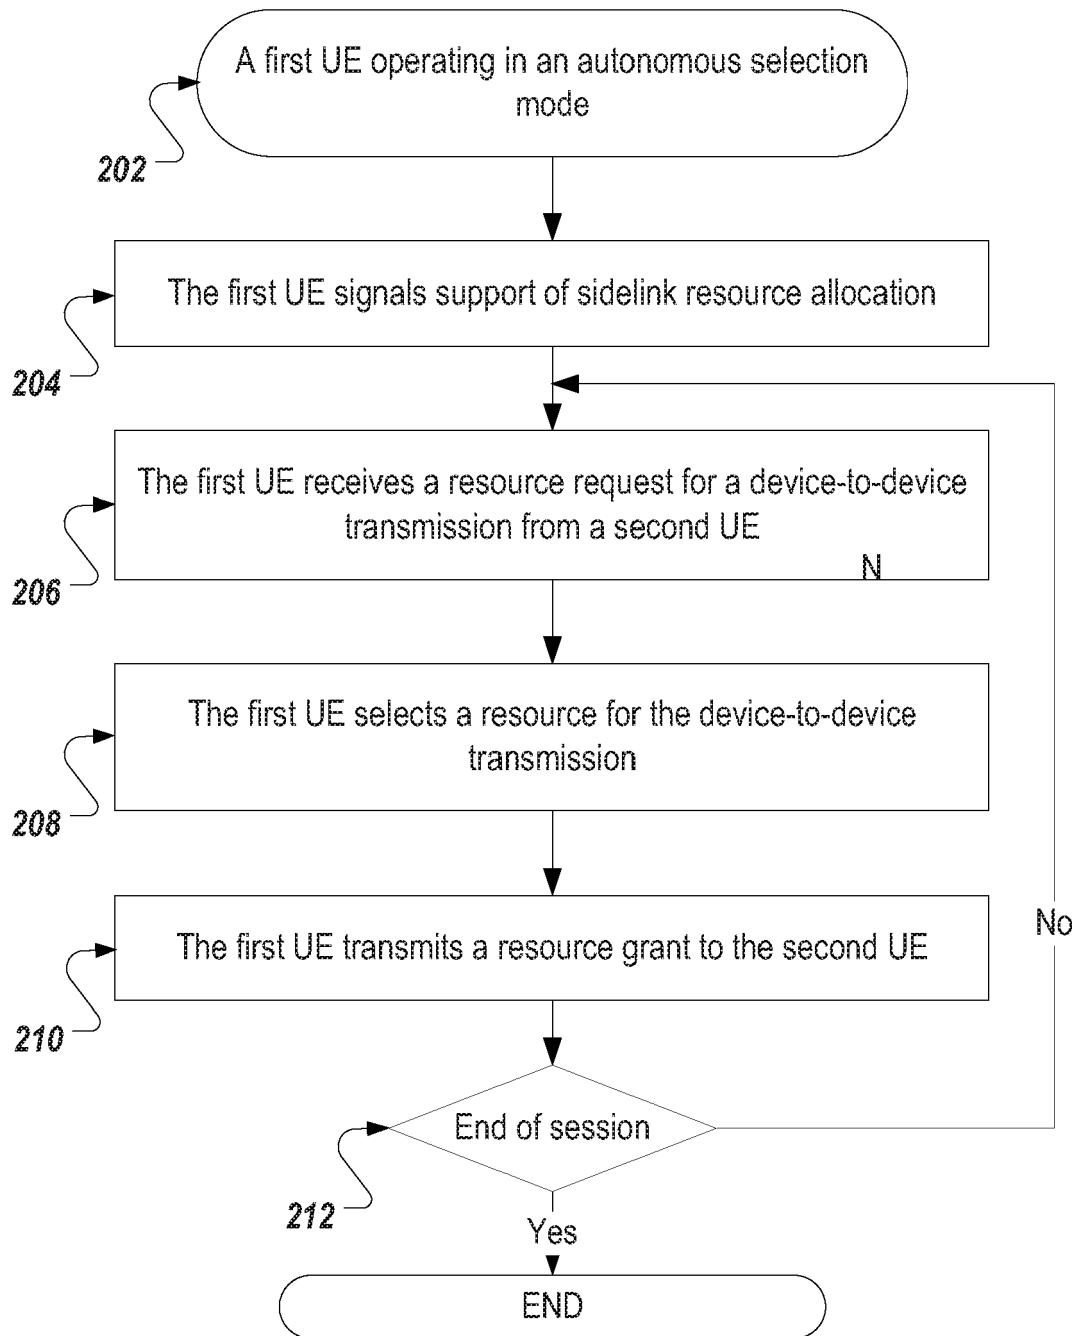 A first UE operating in an autonomous selection
mode
202
The first UE signals support of sidelink resource allocation
204
The first UE receives a resource request for a device-to-device
transmission from a second UE
N
206
The first UE selects a resource for the device-to-device
transmission
208
No
The first UE transmits a resource grant to the second UE
210
End of session
212
Yes
END